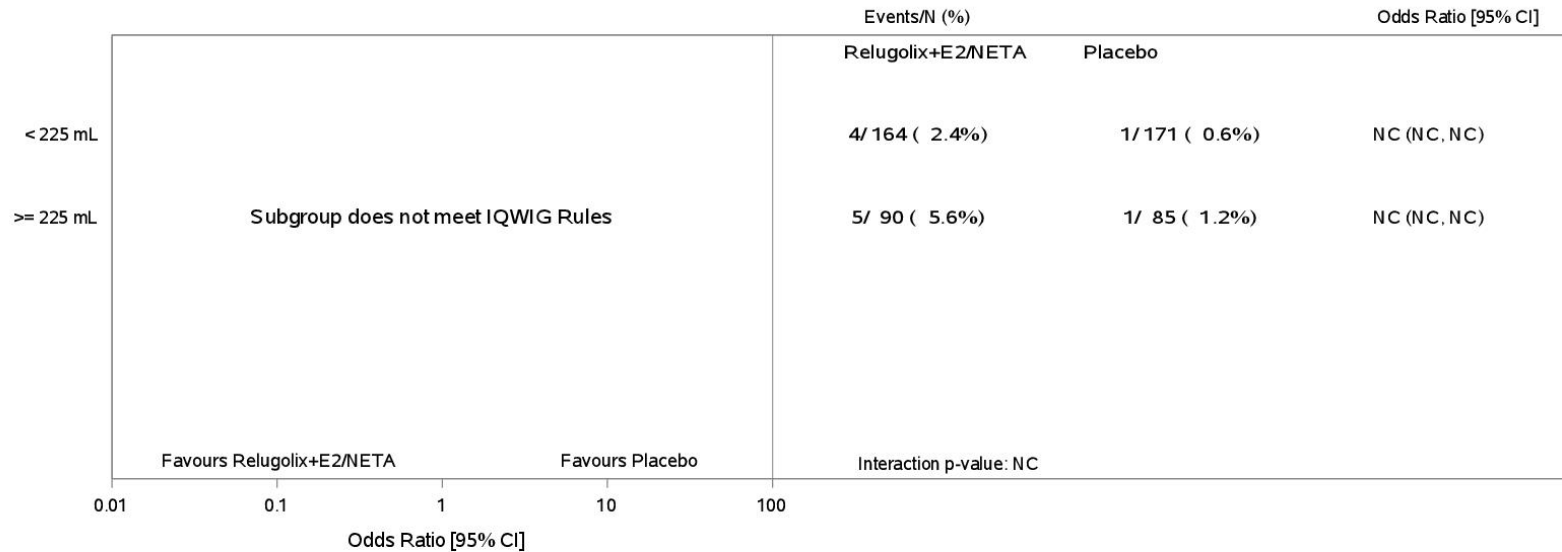 Events/N (%) Odds Ratio [95% CI]
Relugolix+E2/NETA Placebo
< 225 mL 4/ 164 ( 2.4%) 1/ 171 ( 0.6%) NC (NC, NC)
>= 225 mL Subgroup does not meet IQWIG Rules 5/ 90 ( 5.6%) 1/ 85 ( 1.2%) NC (NC, NC)
Favours Relugolix+E2/NETA Favours Placebo Interaction p-value: NC
0.01 0.1 1 10 100
Odds Ratio [95% CI]